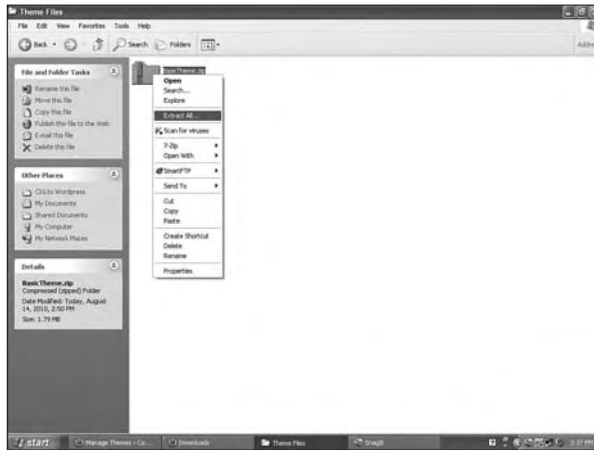 Theme Files
File Edit View Favorites Tools Help
Back Search Folders
File and Folder Tasks
Rename this file
Move this file
Copy this file
Publish this file to the Web
E-mail this file
Delete this file
Other Places
CSS to Wordpress
My Documents
Shared Documents
My Computer
My Network Places
Details
BasicTheme.zip
Compressed (zipped) Folder
Date Modified: Today, August
14, 2010, 2:50 PM
Size: 1.79 MB
BasicTheme.zip
Open
Search...
Explore
Extract All...
Scan for viruses
7-Zip
Open With
SmartFTP
Send To
Cut
Copy
Paste
Create Shortcut
Delete
Rename
Properties
start Manage Themes - Co... Downloads Theme Files SnagIt 3:37 PM